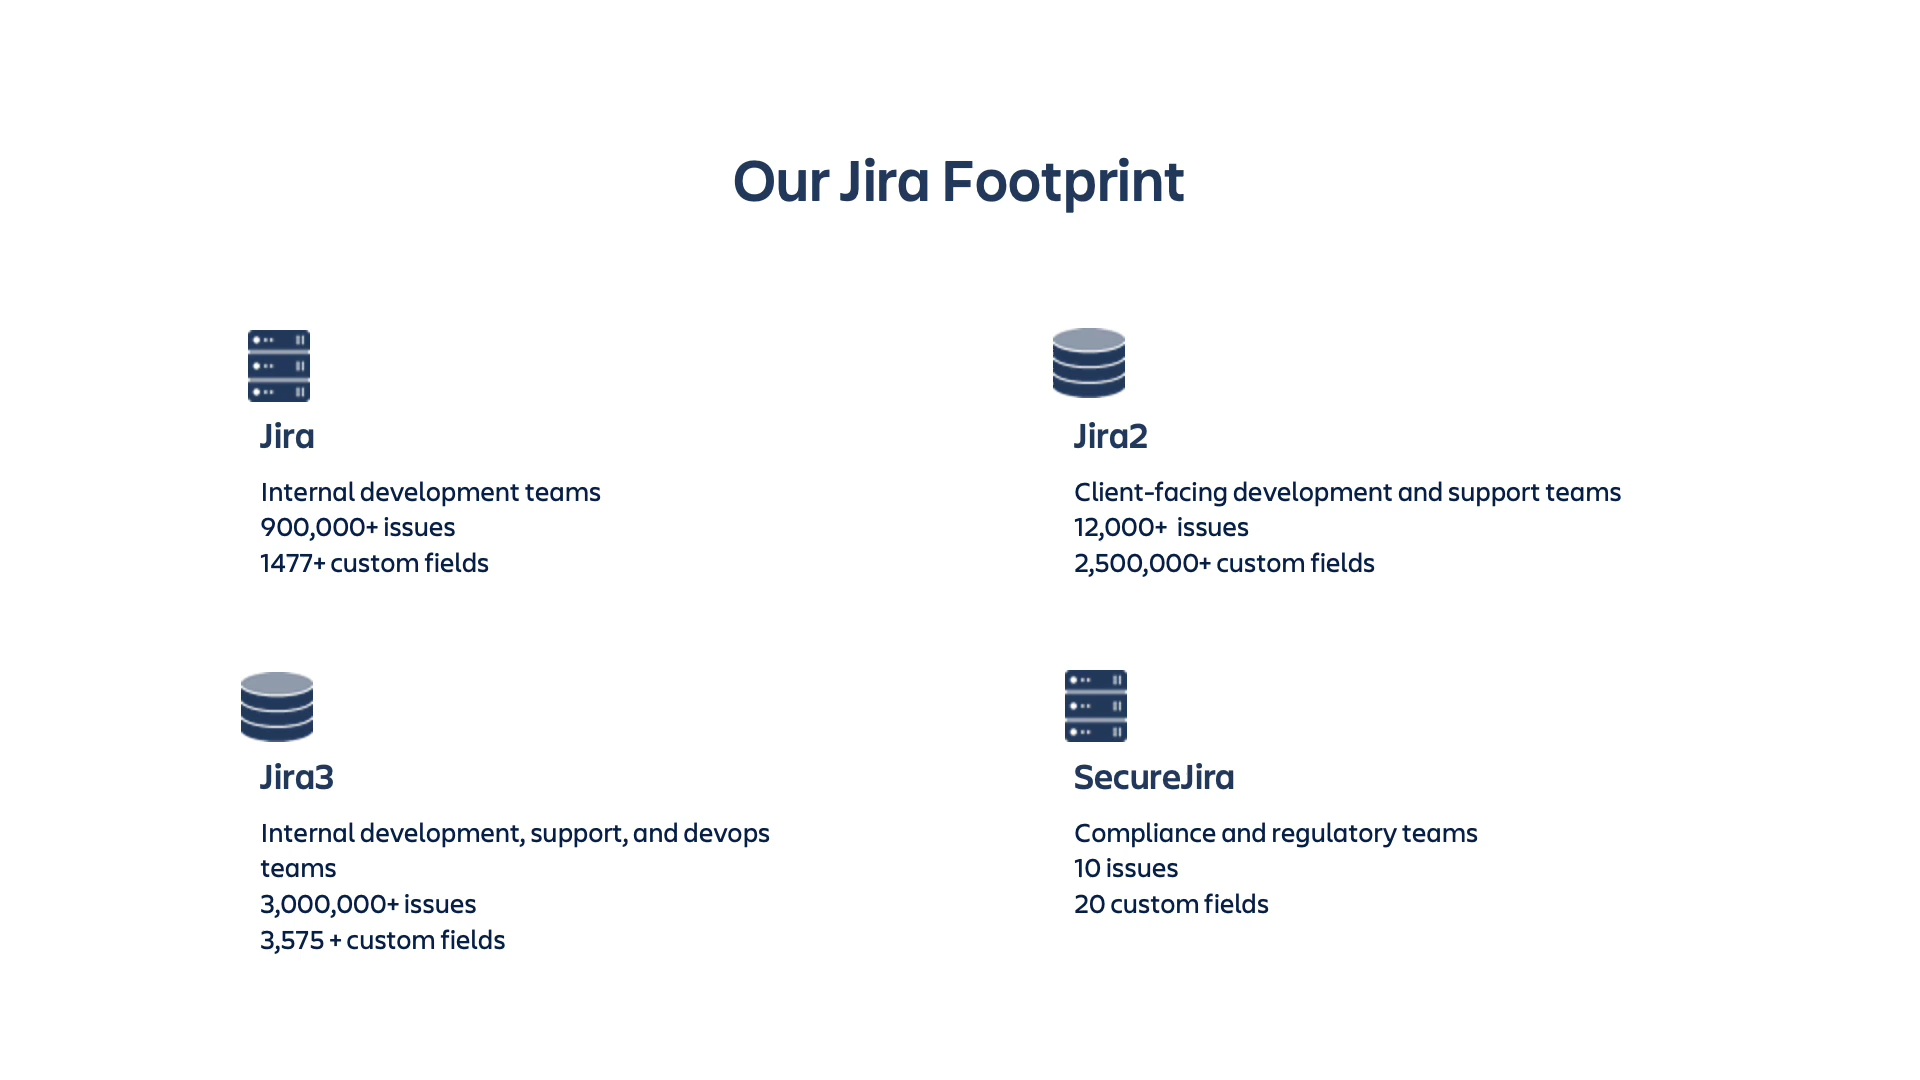 Our Jira Footprint
Jira
Internal development teams
900,000+ issues
1477+ custom fields
Jira2
Client-facing development and support teams
12,000+  issues
2,500,000+ custom fields
Jira3
Internal development, support, and devops
teams
3,000,000+ issues
3,575 + custom fields
SecureJira
Compliance and regulatory teams
10 issues
20 custom fields